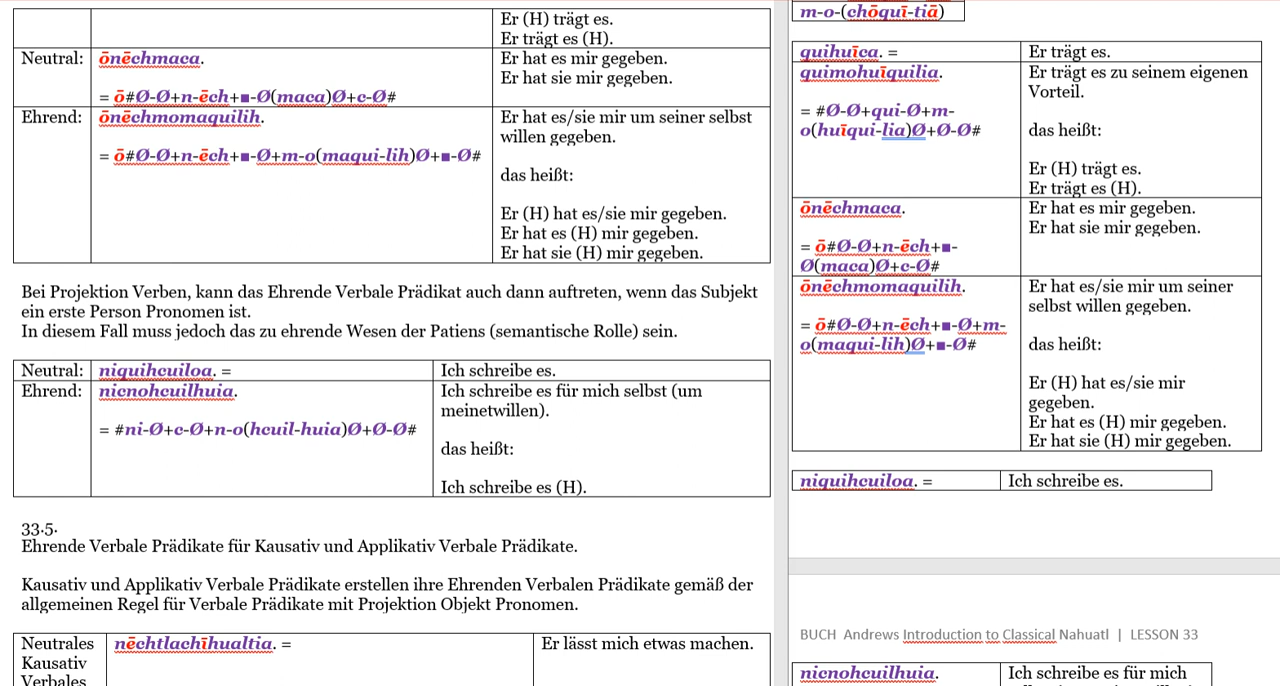 Er (H) trägt es.
Er trägt es (H).
Neutral:
ōnēchmaca.
= ō#Ø-Ø+n-ēch+■-Ø(maca)Ø+c-Ø#
Er hat es mir gegeben.
Er hat sie mir gegeben.
Ehrend:
ōnēchmomaquilih.
= ō#Ø-Ø+n-ēch+■-Ø+m-o(maqui-lih)Ø+■-Ø#
Er hat es/sie mir um seiner selbst
willen gegeben.
das heißt:
Er (H) hat es/sie mir gegeben.
Er hat es (H) mir gegeben.
Er hat sie (H) mir gegeben.
Bei Projektion Verben, kann das Ehrende Verbale Prädikat auch dann auftreten, wenn das Subjekt
ein erste Person Pronomen ist.
In diesem Fall muss jedoch das zu ehrende Wesen der Patiens (semantische Rolle) sein.
Neutral:
niquihcuiloa. =
Ich schreibe es.
Ehrend:
nicnohcuilhuia.
= #ni-Ø+c-Ø+n-o(hcuil-huia)Ø+Ø-Ø#
Ich schreibe es für mich selbst (um
meinetwillen).
das heißt:
Ich schreibe es (H).
33.5.
Ehrende Verbale Prädikate für Kausativ und Applikativ Verbale Prädikate.
Kausativ und Applikativ Verbale Prädikate erstellen ihre Ehrenden Verbalen Prädikate gemäß der
allgemeinen Regel für Verbale Prädikate mit Projektion Objekt Pronomen.
Neutrales
Kausativ
Verbales
nēchtlachīhualtia. =
Er lässt mich etwas machen.
m-o-(chōquī-tiā)
quihuīca. =
Er trägt es.
quimohuīquilia.
= #Ø-Ø+qui-Ø+m-
o(huīqui-lia)Ø+Ø-Ø#
Er trägt es zu seinem eigenen
Vorteil.
das heißt:
Er (H) trägt es.
Er trägt es (H).
ōnēchmaca.
= ō#Ø-Ø+n-ēch+■-
Ø(maca)Ø+c-Ø#
Er hat es mir gegeben.
Er hat sie mir gegeben.
ōnēchmomaquilih.
= ō#Ø-Ø+n-ēch+■-Ø+m-
o(maqui-lih)Ø+■-Ø#
Er hat es/sie mir um seiner
selbst willen gegeben.
das heißt:
Er (H) hat es/sie mir
gegeben.
Er hat es (H) mir gegeben.
Er hat sie (H) mir gegeben.
niquihcuiloa. =
Ich schreibe es.
BUCH Andrews Introduction to Classical Nahuatl | LESSON 33
nicnohcuilhuia.
Ich schreibe es für mich